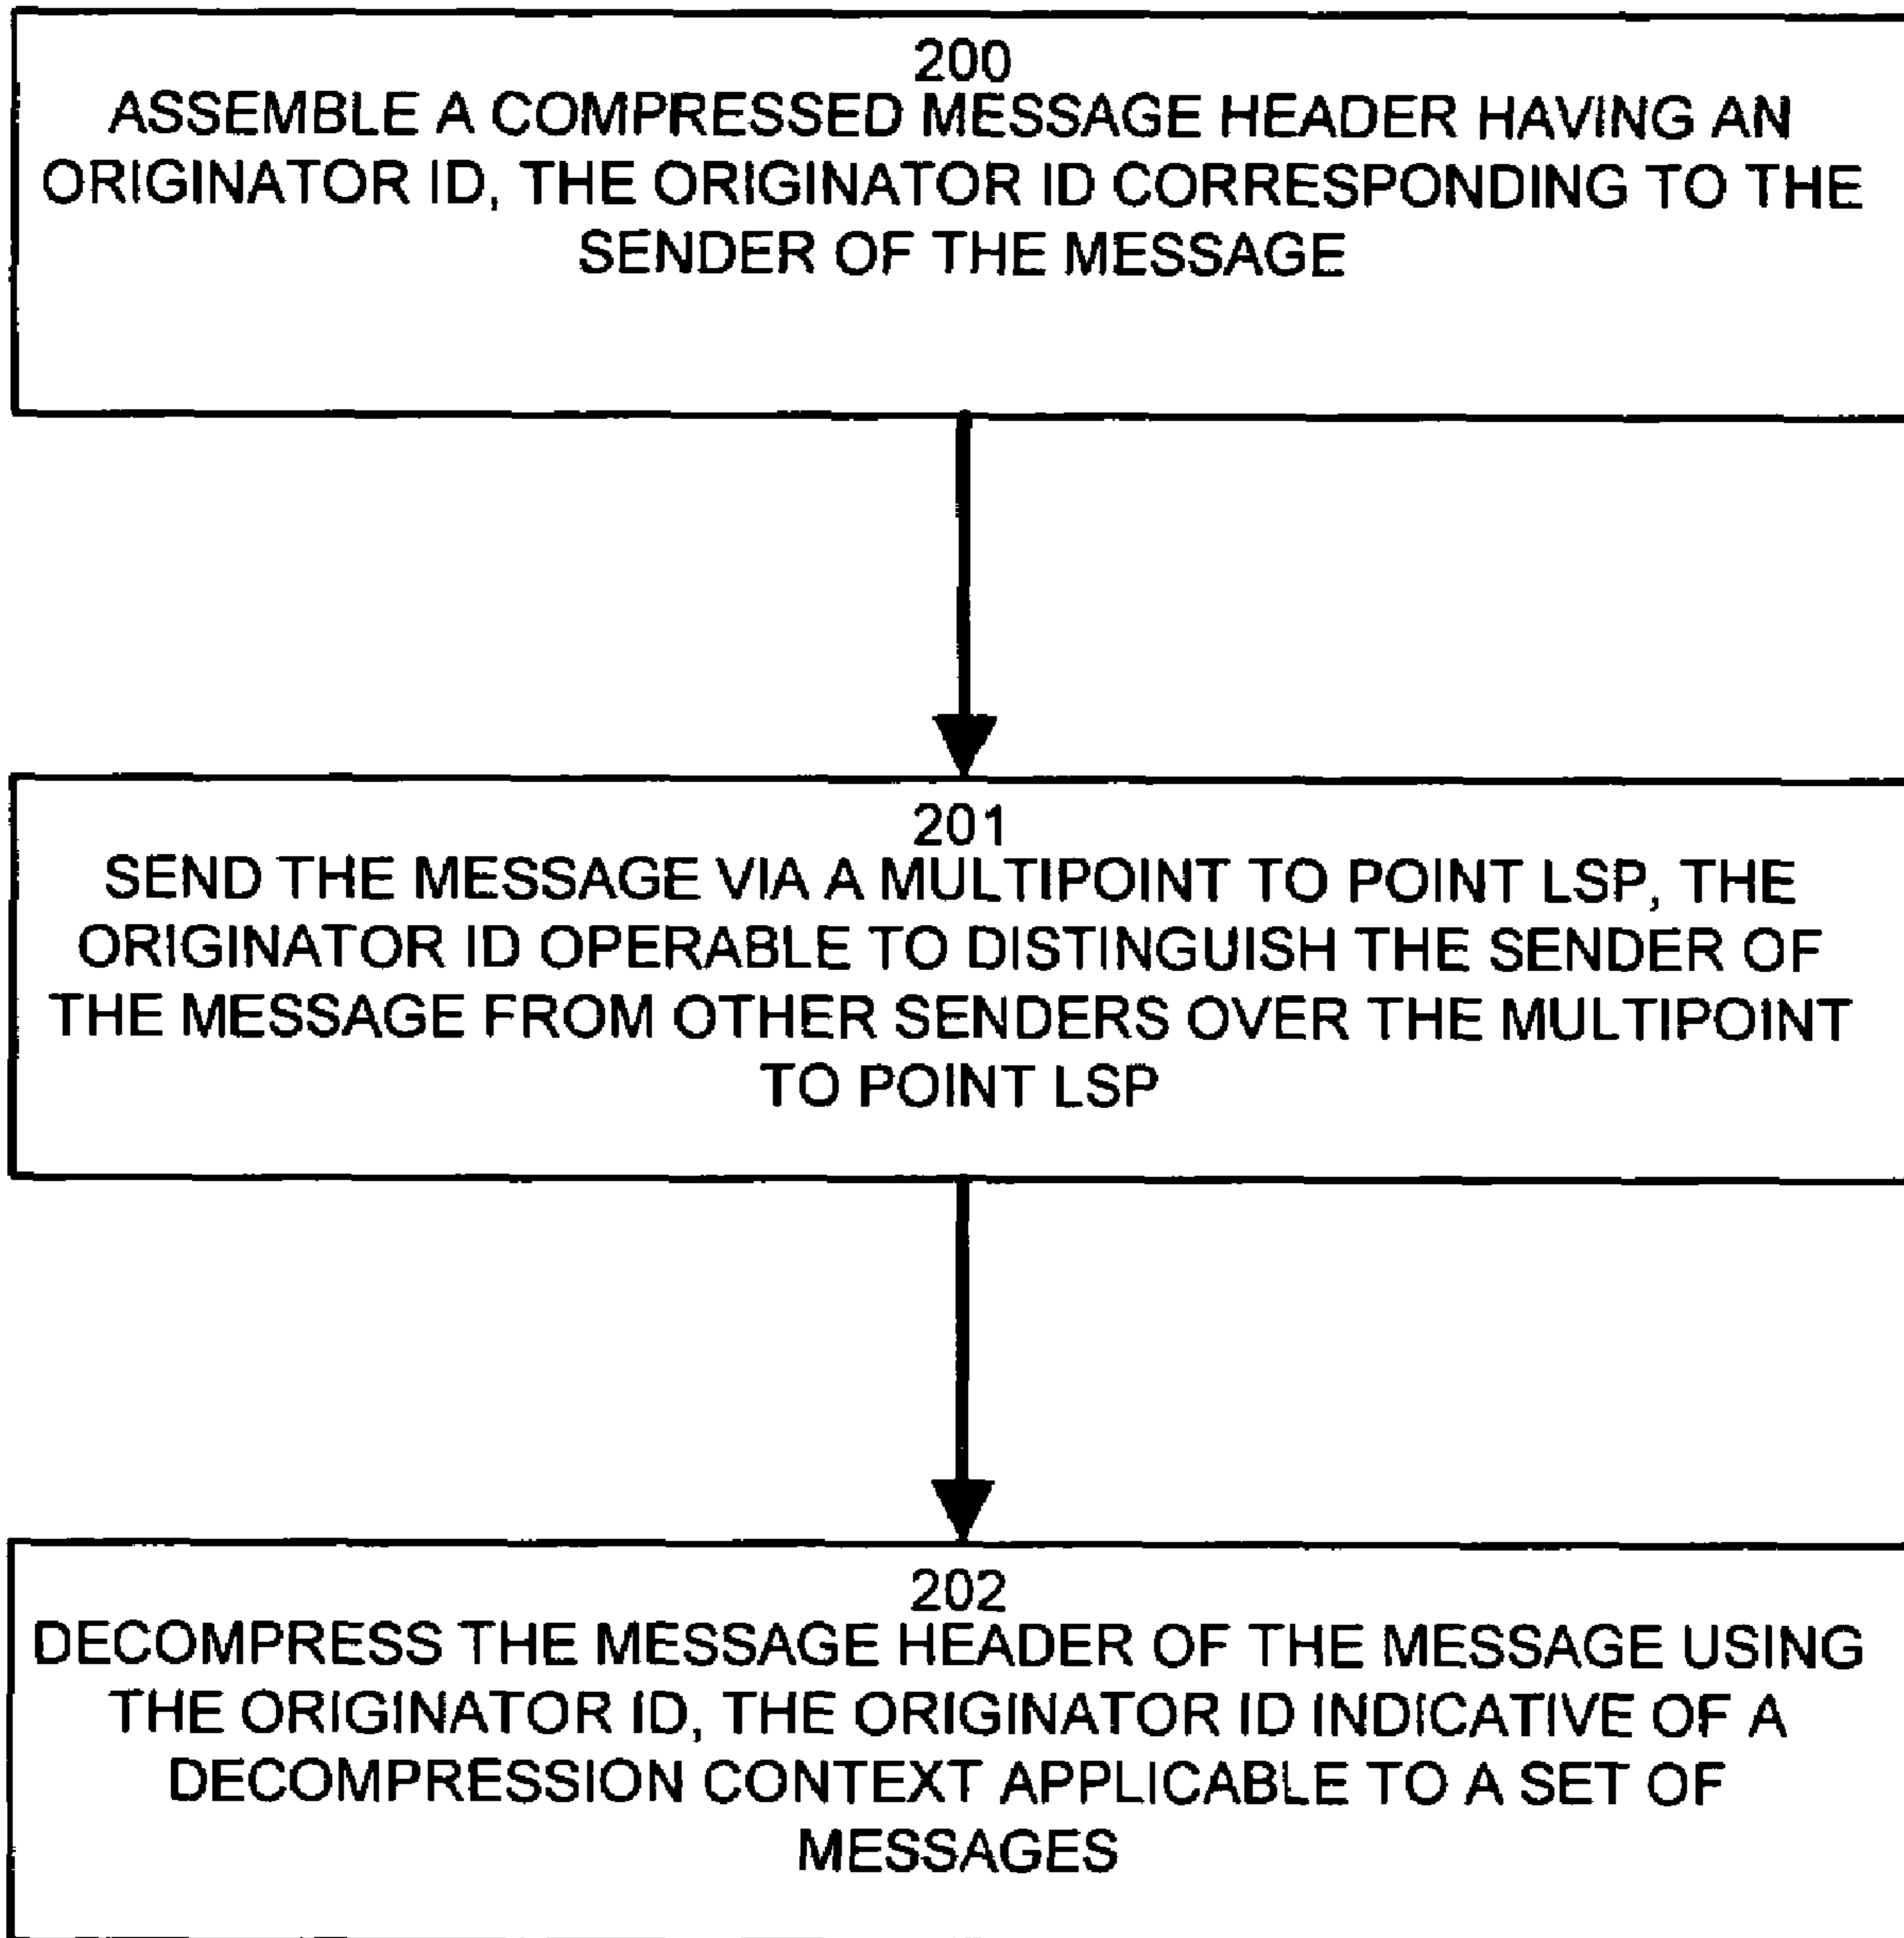 200
ASSEMBLE A COMPRESSED MESSAGE HEADER HAVING AN
ORIGINATOR ID, THE ORIGINATOR ID CORRESPONDING TO THE
SENDER OF THE MESSAGE
201
SEND THE MESSAGE VIA A MULTIPOINT TO POINT LSP, THE
ORIGINATOR ID OPERABLE TO DISTINGUISH THE SENDER OF
THE MESSAGE FROM OTHER SENDERS OVER THE MULTIPOINT
TO POINT LSP
202
DECOMPRESS THE MESSAGE HEADER OF THE MESSAGE USING
THE ORIGINATOR ID, THE ORIGINATOR ID INDICATIVE OF A
DECOMPRESSION CONTEXT APPLICABLE TO A SET OF
MESSAGES